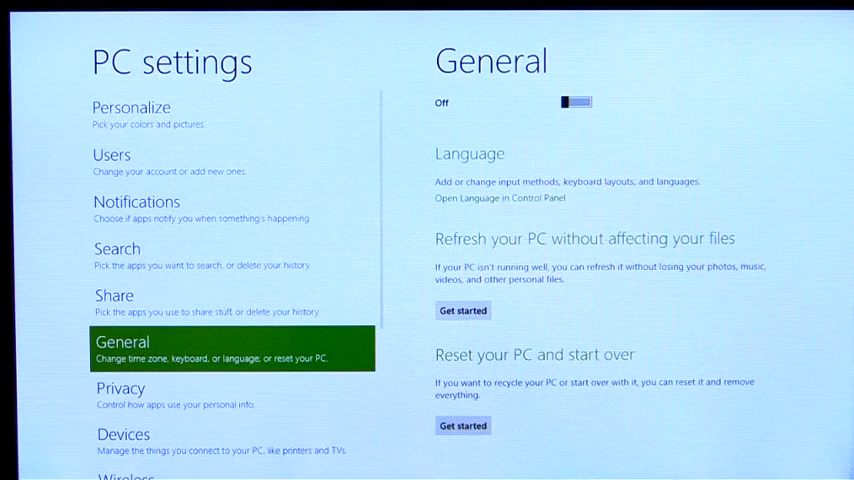 PC settings
Personalize
Pick your colors and pictures.
Users
Change your account or add new ones.
Notifications
Choose if apps notify you when something's happening.
Search
Pick the apps you want to search, or delete your history.
Share
Pick the apps you use to share stuff, or delete your history.
General
Change time zone, keyboard, or language; or reset your PC.
Privacy
Control how apps use your personal info.
Devices
Manage the things you connect to your PC, like printers and TVs.
Wireless
General
Off
Language
Add or change input methods, keyboard layouts, and languages.
Open Language in Control Panel
Refresh your PC without affecting your files
If your PC isn't running well, you can refresh it without losing your photos, music,
videos, and other personal files.
Get started
Reset your PC and start over
If you want to recycle your PC or start over with it, you can reset it and remove
everything.
Get started